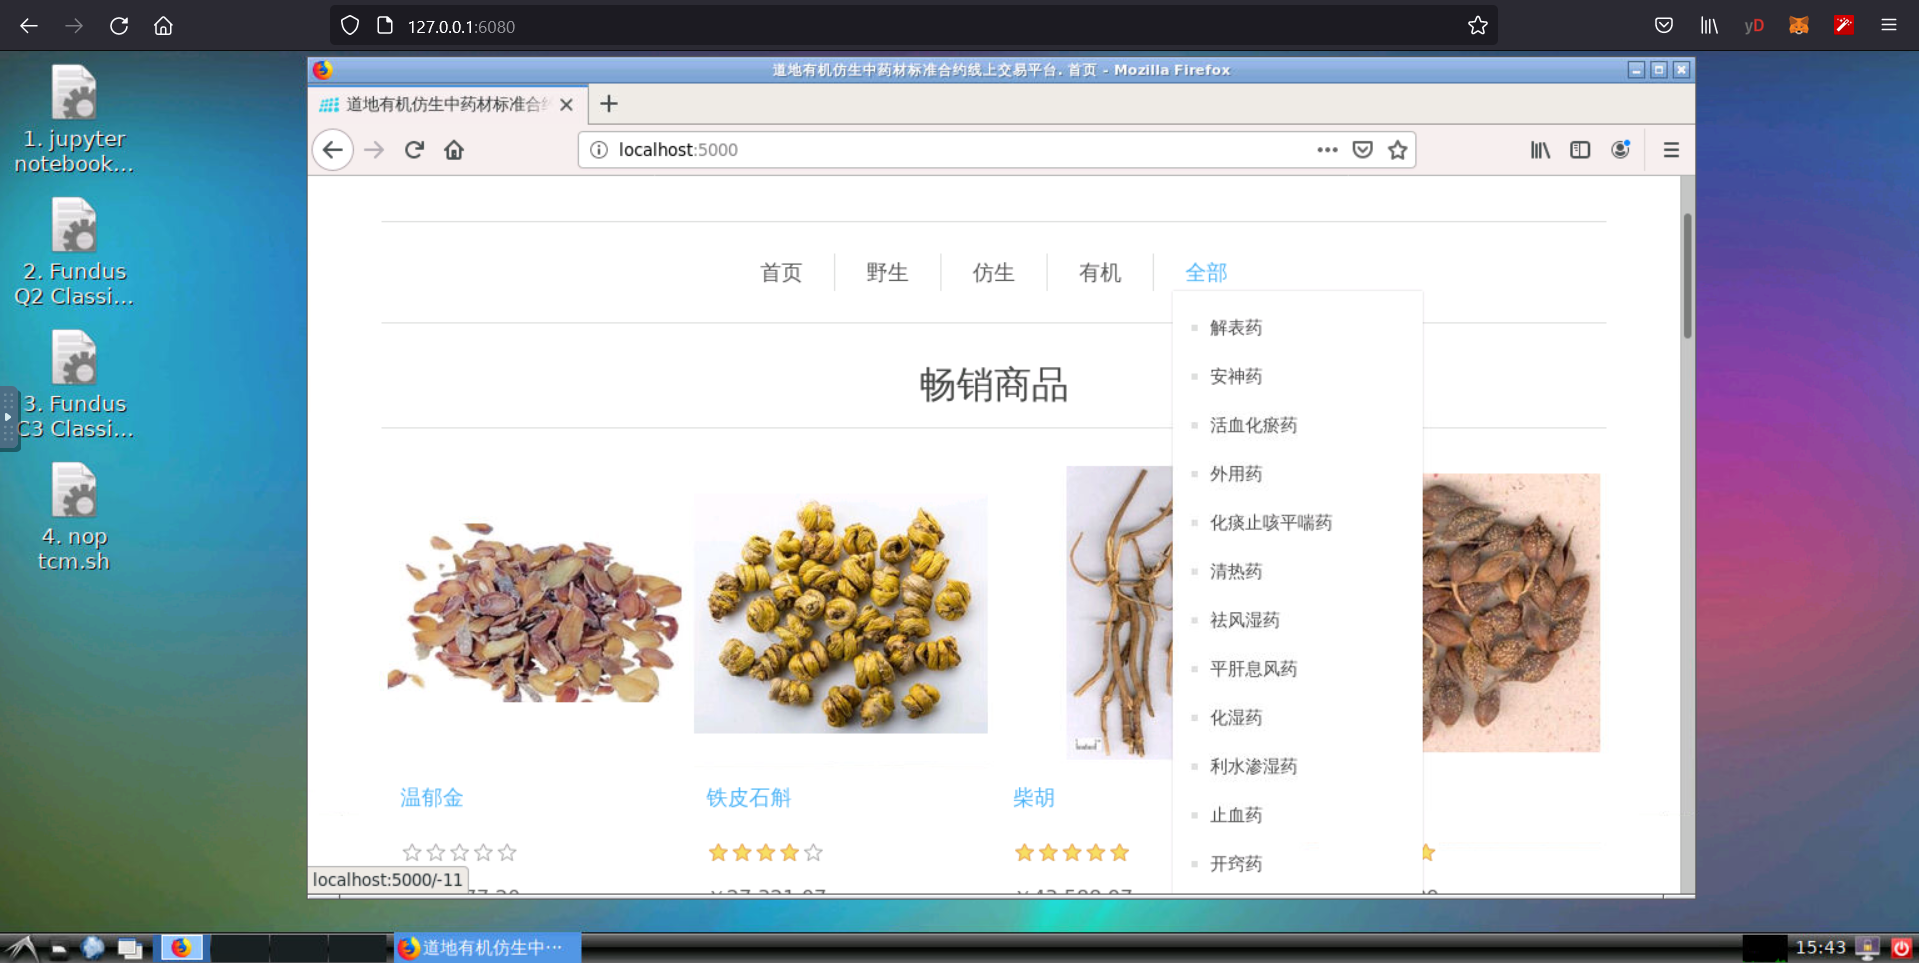 127.0.0.1:6080
道地有机仿生中药材标准合约线上交易平台. 首页 - Mozilla Firefox
道地有机仿生中药材标准合约
localhost:5000
1. jupyter
notebook...
2. Fundus
Q2 Classi...
3. Fundus
C3 Classi...
4. nop
tcm.sh
首页
野生
仿生
有机
全部
解表药
安神药
活血化瘀药
外用药
化痰止咳平喘药
清热药
祛风湿药
平肝息风药
化湿药
利水渗湿药
止血药
开窍药
畅销商品
温郁金
铁皮石斛
柴胡
localhost:5000/-11
道地有机仿生中···
15:43